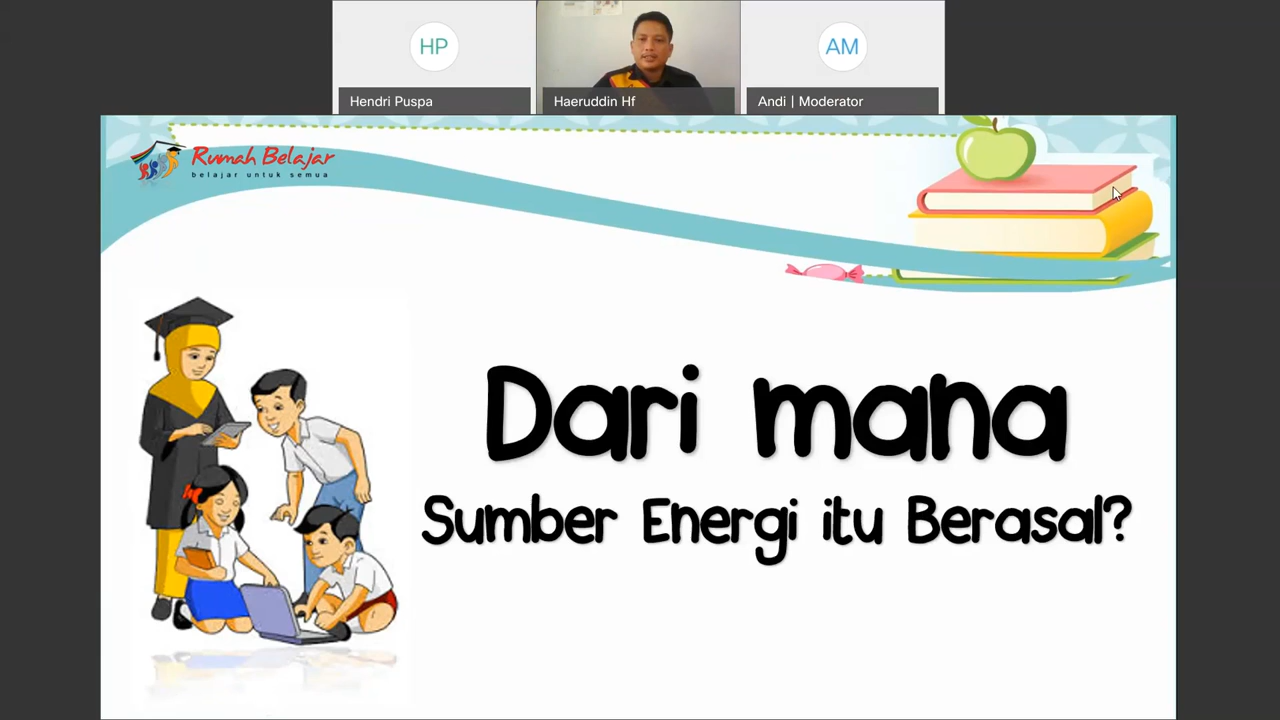 HP
AM
Hendri Puspa
Haeruddin Hf
Andi | Moderator
Rumah Belajar
belajar untuk semua
Dari mana
Sumber Energi itu Berasal?